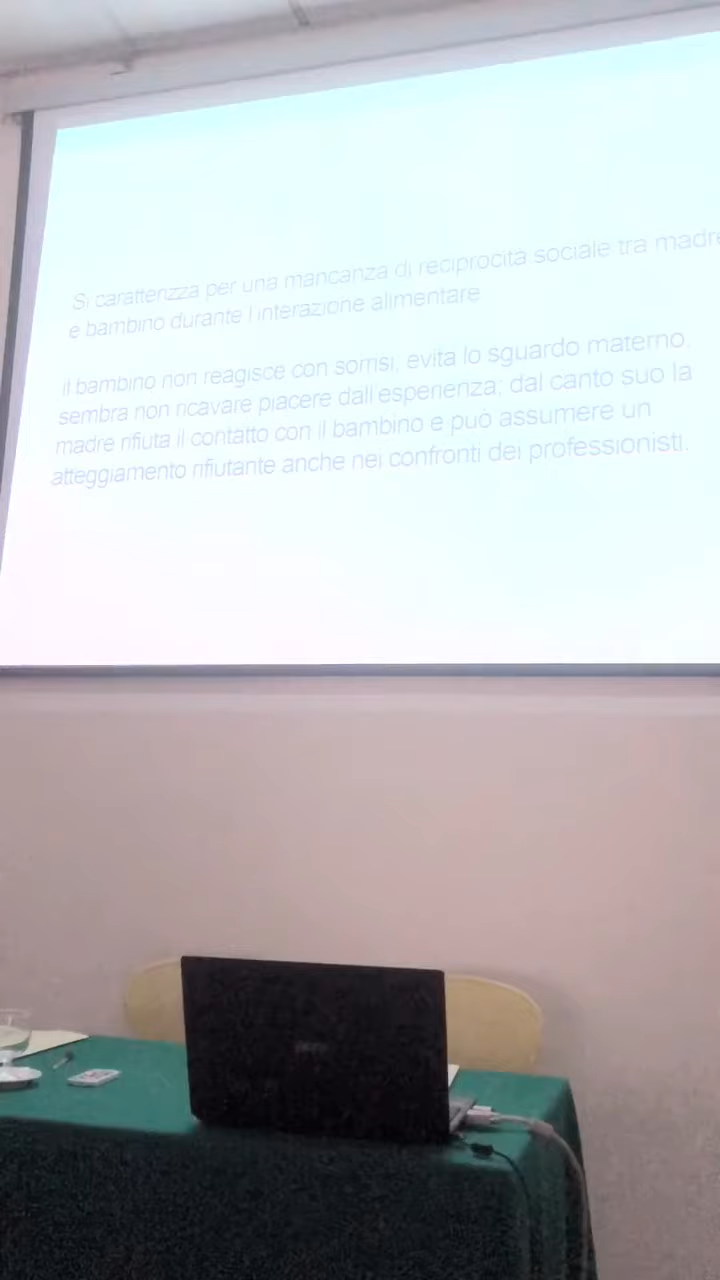 Si caratterizza per una mancanza di reciprocità sociale tra madre
e bambino durante l'interazione alimentare
il bambino non reagisce con sorrisi, evita lo sguardo materno,
sembra non ricavare piacere dall'esperienza; dal canto suo la
madre rifiuta il contatto con il bambino e può assumere un
atteggiamento rifiutante anche nei confronti dei professionisti.